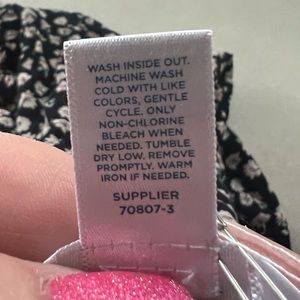 WASH INSIDE OUT.
MACHINE WASH
COLD WITH LIKE
COLORS, GENTLE
CYCLE. ONLY
NON-CHLORINE
BLEACH WHEN
NEEDED. TUMBLE
DRY LOW. REMOVE
PROMPTLY. WARM
IRON IF NEEDED.
SUPPLIER
70807-3